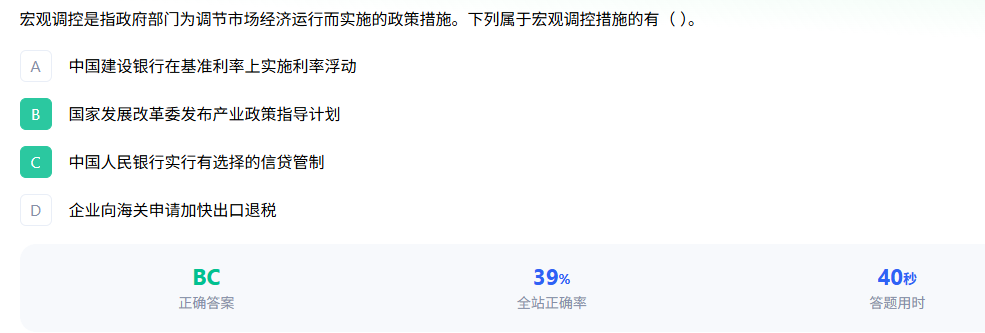 宏观调控是指政府部门为调节市场经济运行而实施的政策措施。下列属于宏观调控措施的有（ ）。
A 中国建设银行在基准利率上实施利率浮动
B 国家发展改革委发布产业政策指导计划
C 中国人民银行实行有选择的信贷管制
D 企业向海关申请加快出口退税
BC 39% 40秒
正确答案 全站正确率 答题用时